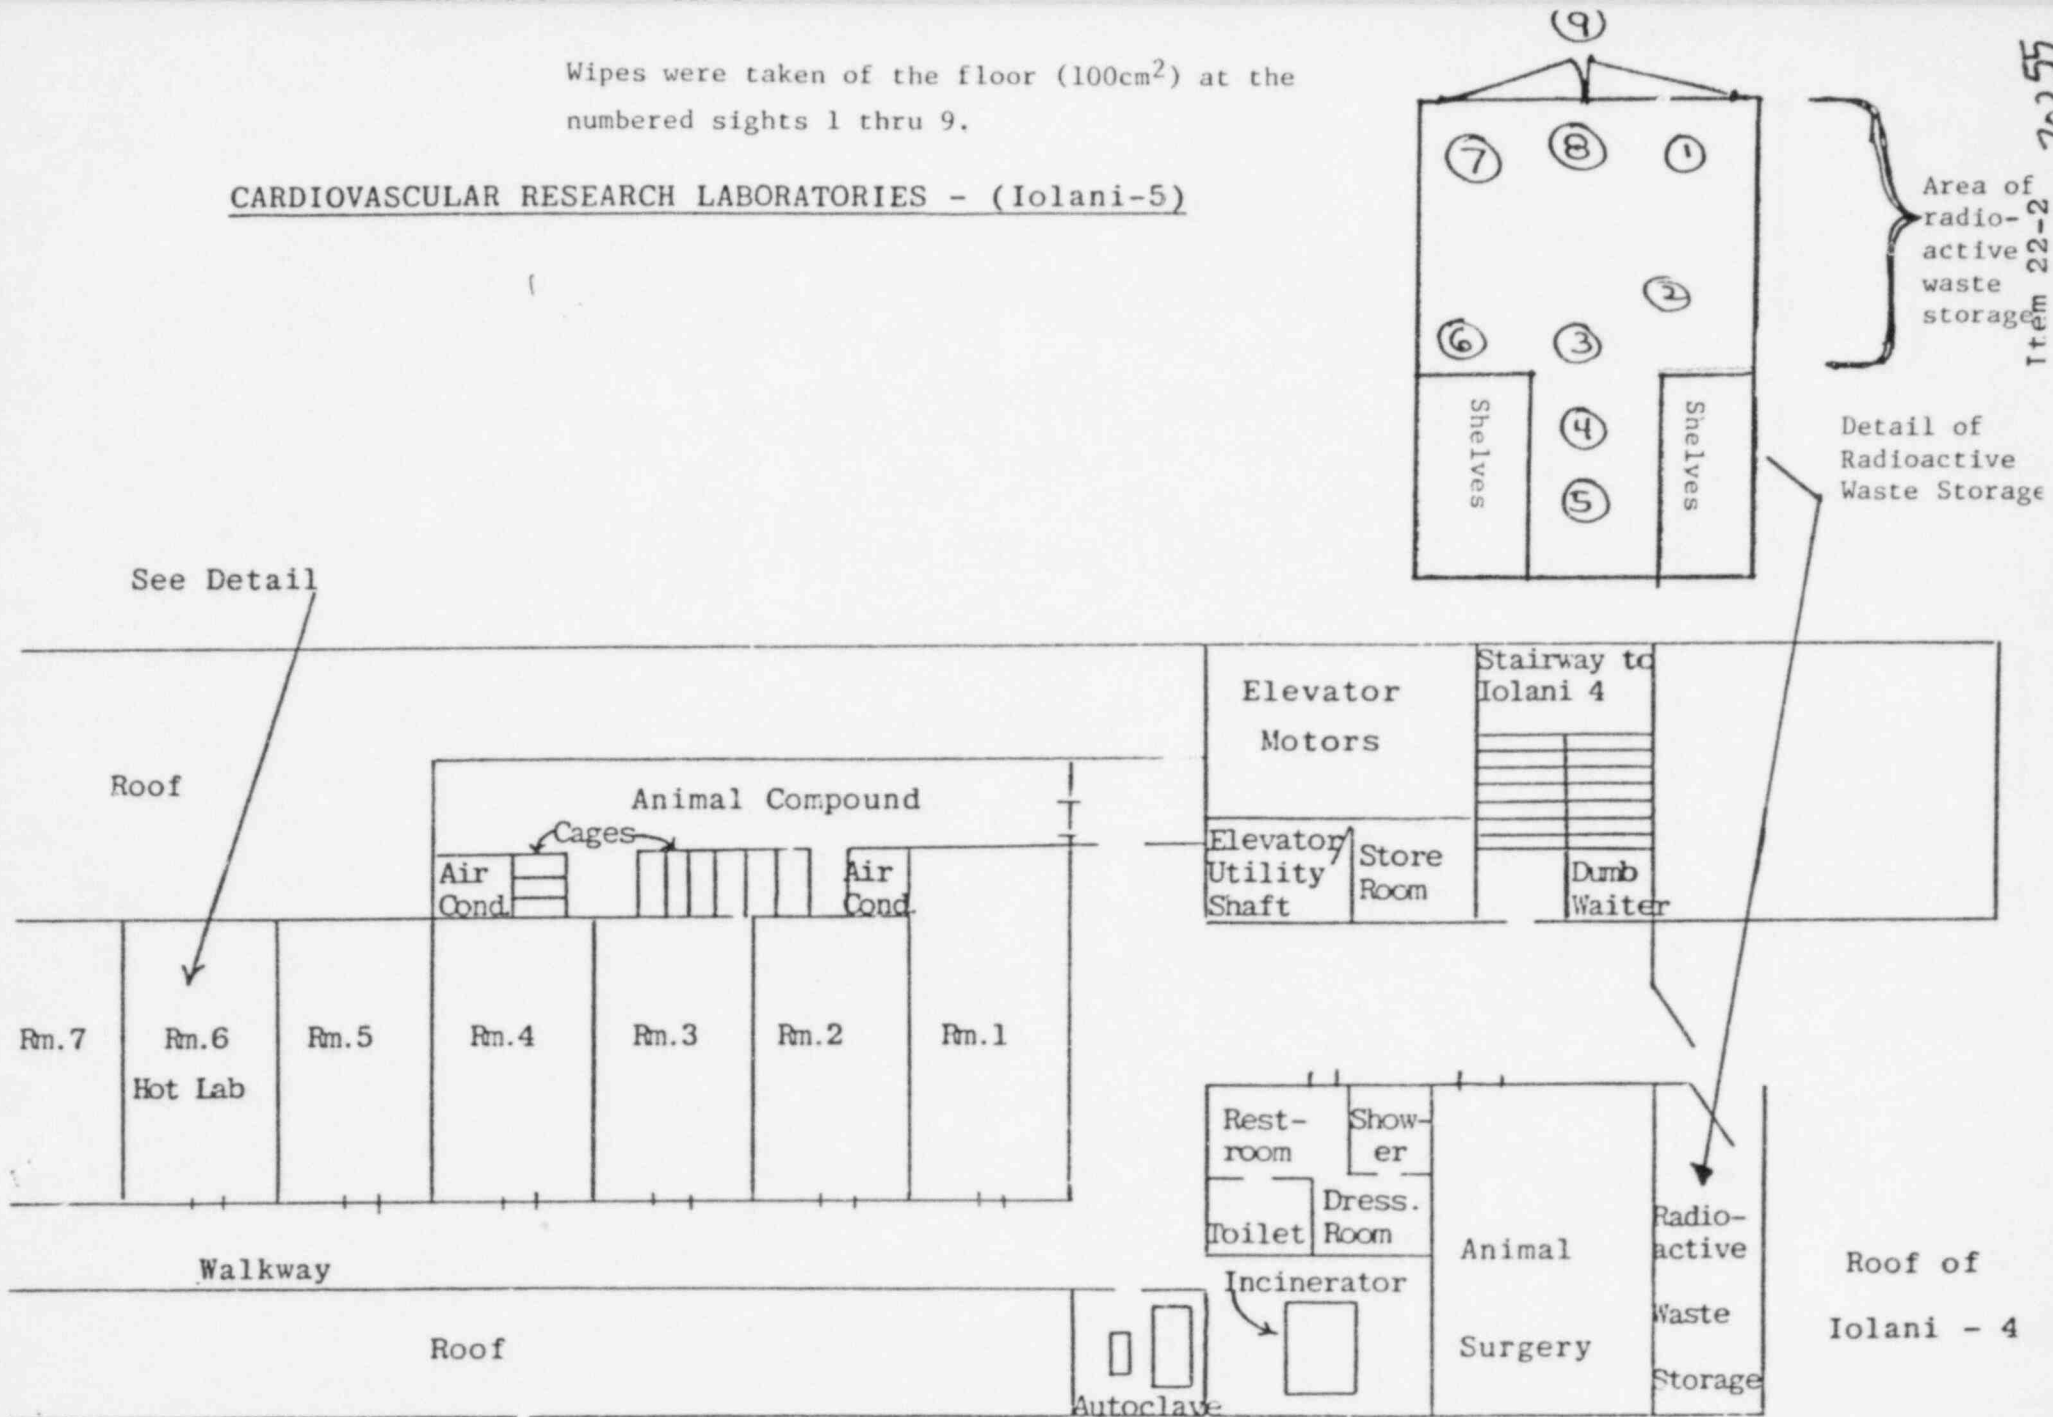 Wipes were taken of the floor (100cm²) at the
numbered sights 1 thru 9.
CARDIOVASCULAR RESEARCH LABORATORIES - (Iolani-5)
9
7
8
1
2
6
3
4
5
Shelves
Shelves
Area of
radio-
active
waste
storage
Item 22-2
Detail of
Radioactive
Waste Storage
See Detail
Roof
Animal Compound
Cages
Air
Cond.
Air
Cond.
Elevator
Motors
Stairway to
Iolani 4
Elevator
Utility
Shaft
Store
Room
Dumb
Waiter
Rm.7
Rm.6
Hot Lab
Rm.5
Rm.4
Rm.3
Rm.2
Rm.1
Rest-
room
Show-
er
Toilet
Dress.
Room
Animal
Surgery
Radio-
active
Waste
Storage
Roof of
Iolani - 4
Walkway
Roof
Incinerator
Autoclave